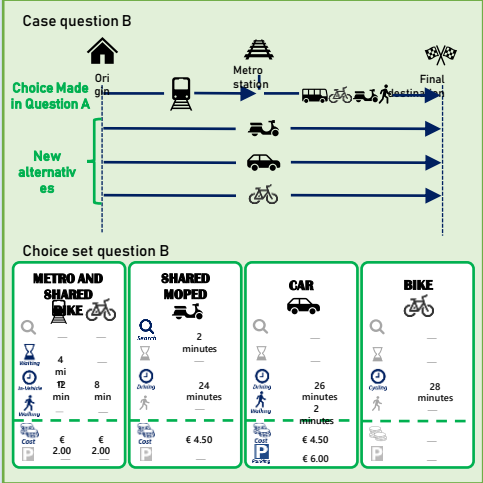 Case question B
Ori
gin
Metro
station
Final
destination
Choice Made
in Question A
New
alternativ
es
Choice set question B
METRO AND
SHARED
BIKE
Waiting
4
mi
n
In-Vehicle
12
min
8
min
Walking
Cost
€
2.00
€
2.00
P
SHARED
MOPED
Search
2
minutes
Driving
24
minutes
Cost
€ 4.50
P
CAR
Driving
26
minutes
Walking
2
minutes
Cost
€ 4.50
P
Parking
€ 6.00
BIKE
Cycling
28
minutes
P